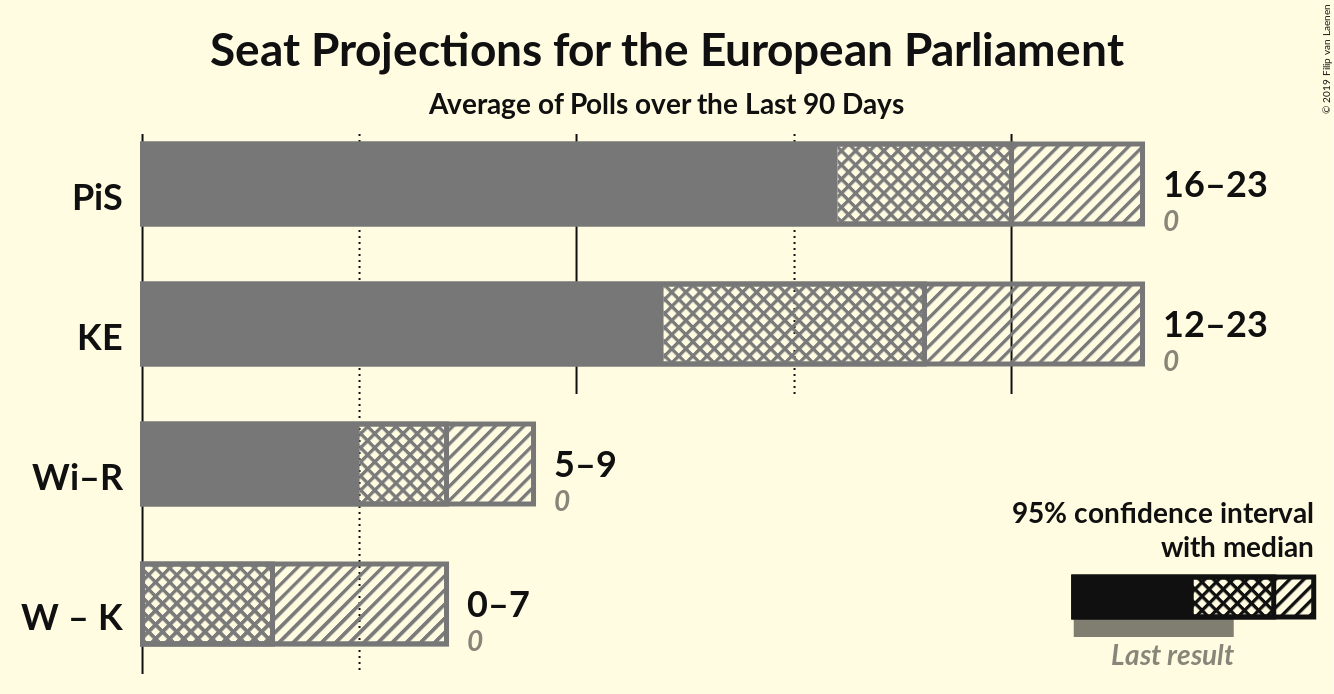 Seat Projections for the European Parliament
Average of Polls over the Last 90 Days
© 2019 Filip van Laenen
PiS
16–23
0
KE
12–23
0
Wi–R
5–9
0
W – K
0–7
0
95% confidence interval
with median
Last result